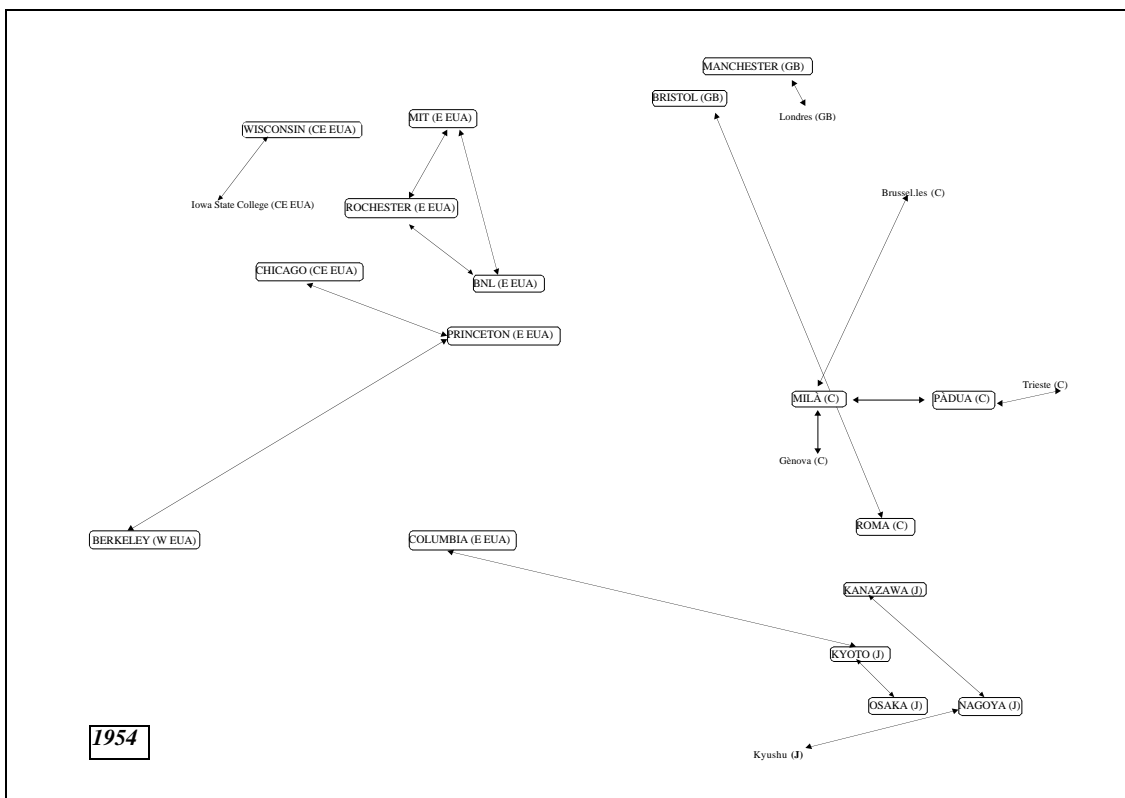 MANCHESTER (GB)
BRISTOL (GB)
Londres (GB)
MIT (E EUA)
WISCONSIN (CE EUA)
Brussel.les (C)
Iowa State College (CE EUA)
ROCHESTER (E EUA)
CHICAGO (CE EUA)
BNL (E EUA)
PRINCETON (E EUA)
Trieste (C)
MILÀ (C)
PÀDUA (C)
Gènova (C)
ROMA (C)
BERKELEY (W EUA)
COLUMBIA (E EUA)
KANAZAWA (J)
KYOTO (J)
OSAKA (J)
NAGOYA (J)
1954
Kyushu (J)